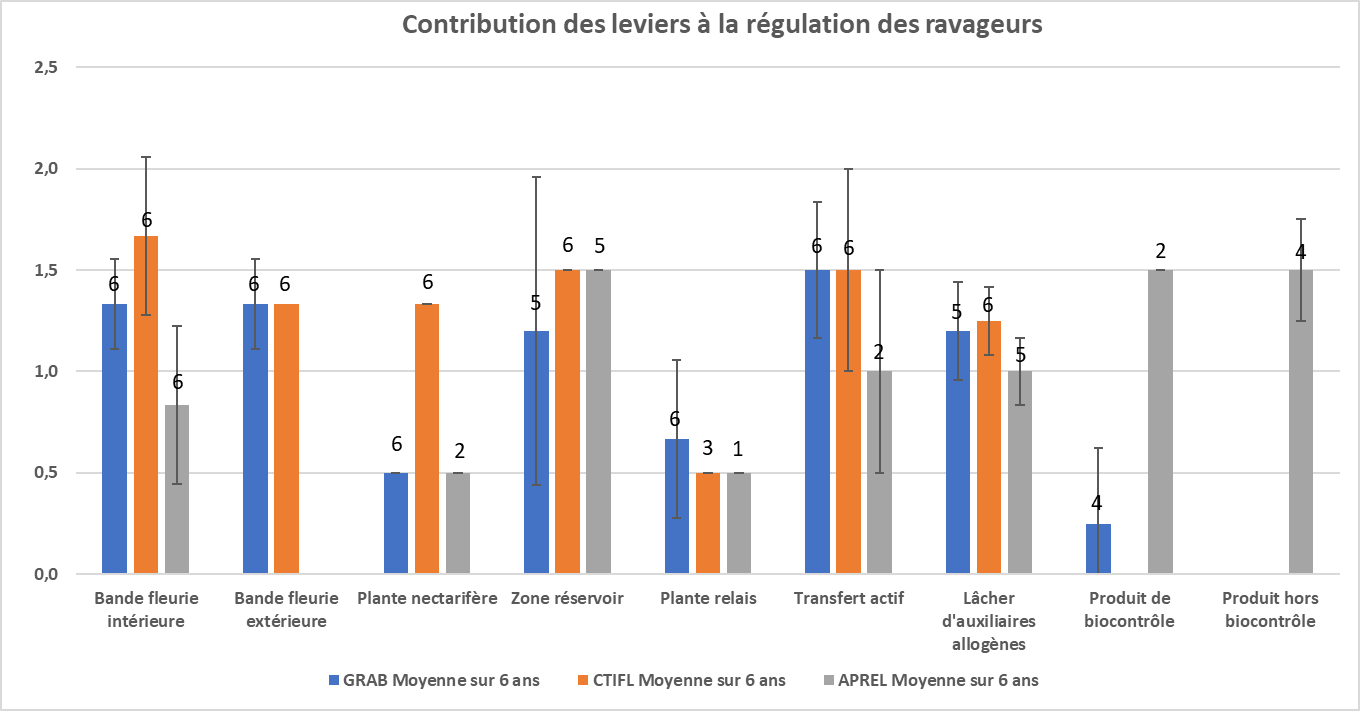 Contribution des leviers à la régulation des ravageurs
2,5
2,0
1,5
1,0
0,5
0,0
6
6
6
6
6
6
6
2
5
6
5
6
3
1
6
6
2
5
6
5
4
2
4
Bande fleurie
intérieure
Bande fleurie
extérieure
Plante nectarifère
Zone réservoir
Plante relais
Transfert actif
Lâcher
d'auxiliaires
allogènes
Produit de
biocontrôle
Produit hors
biocontrôle
GRAB Moyenne sur 6 ans
CTIFL Moyenne sur 6 ans
APREL Moyenne sur 6 ans